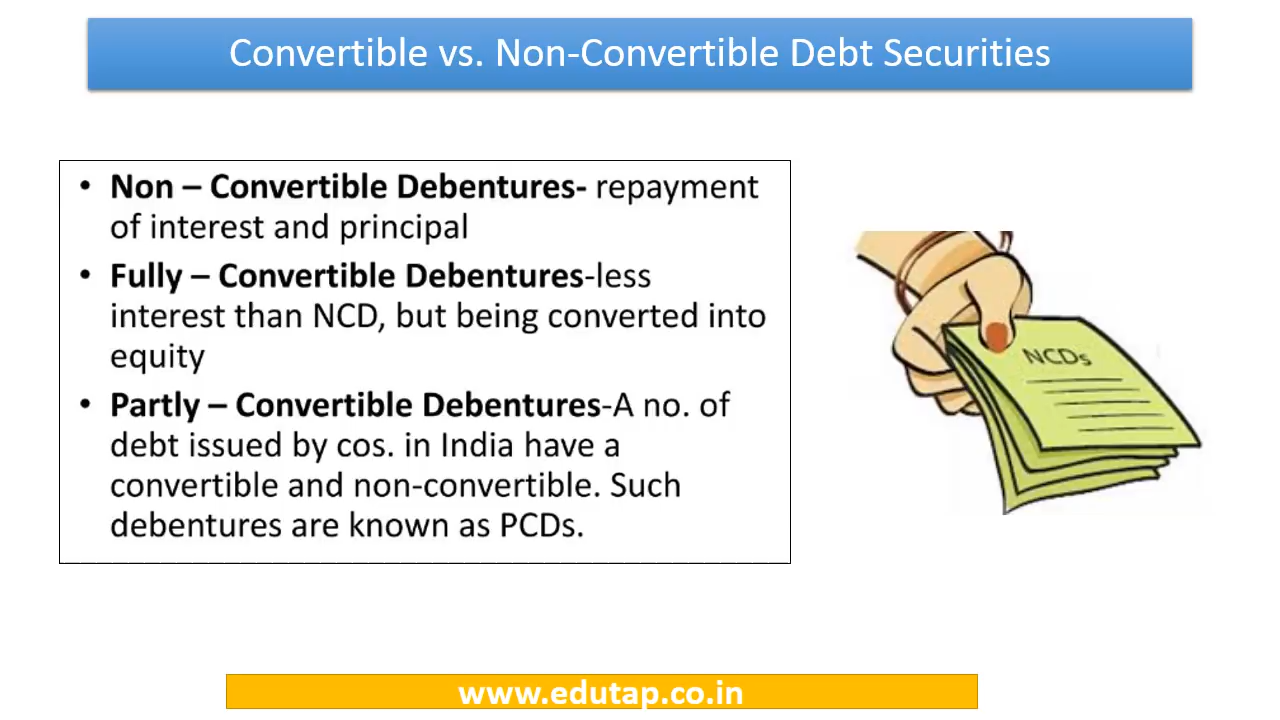 Convertible vs. Non-Convertible Debt Securities
• Non – Convertible Debentures- repayment
of interest and principal
• Fully – Convertible Debentures-less
interest than NCD, but being converted into
equity
• Partly – Convertible Debentures-A no. of
debt issued by cos. in India have a
convertible and non-convertible. Such
debentures are known as PCDs.
NCDs
www.edutap.co.in